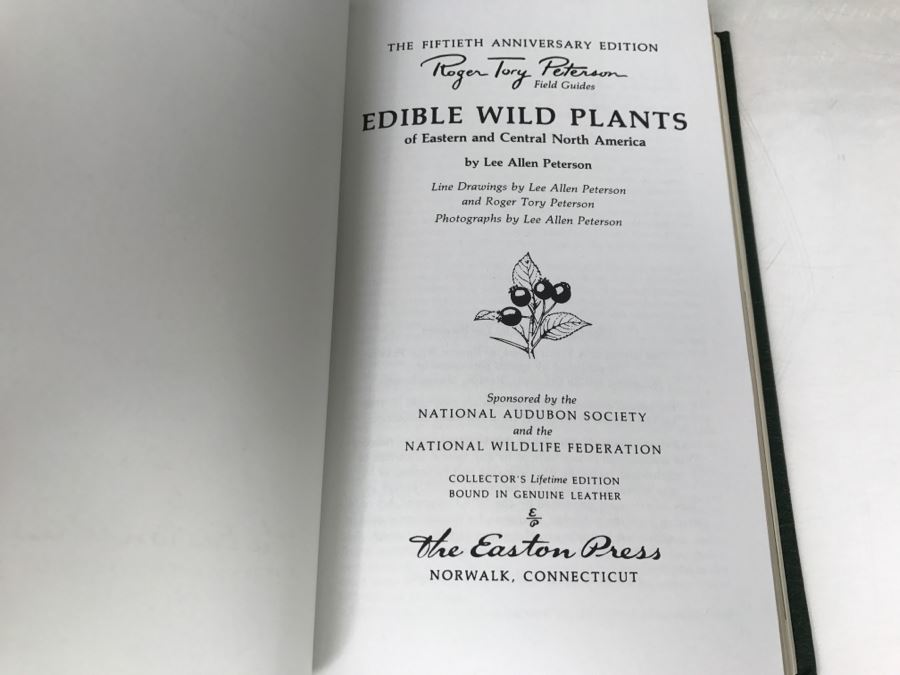 THE FIFTIETH ANNIVERSARY EDITION
Roger Tory Peterson
Field Guides
EDIBLE WILD PLANTS
of Eastern and Central North America
by Lee Allen Peterson
Line Drawings by Lee Allen Peterson
and Roger Tory Peterson
Photographs by Lee Allen Peterson
Sponsored by the
NATIONAL AUDUBON SOCIETY
and the
NATIONAL WILDLIFE FEDERATION
COLLECTOR'S Lifetime EDITION
BOUND IN GENUINE LEATHER
E
P
The Easton Press
NORWALK, CONNECTICUT